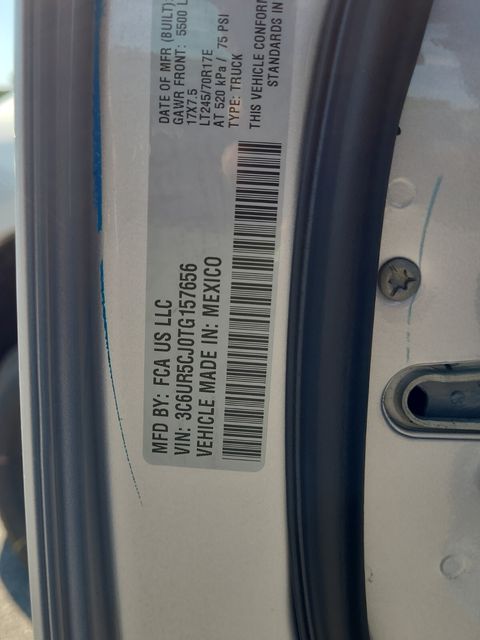 MFD BY: FCA US LLC
VIN: 3C6UR5CJ0TG157656
VEHICLE MADE IN: MEXICO
DATE OF MFR (BUILT)
GAWR FRONT: 5500 L
17X7.5
LT245/70R17E
AT 520 kPa / 75 PSI
TYPE: TRUCK
THIS VEHICLE CONFOR
STANDARDS IN